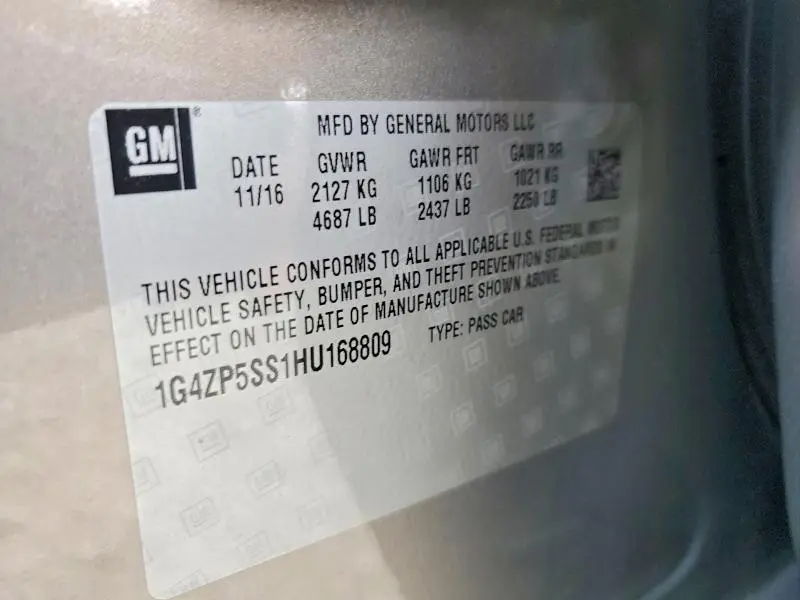 GM ®
MFD BY GENERAL MOTORS LLC
DATE GVWR GAWR FRT GAWR RR
11/16 2127 KG 1106 KG 1021 KG
4687 LB 2437 LB 2250 LB
THIS VEHICLE CONFORMS TO ALL APPLICABLE U.S. FEDERAL MOTOR
VEHICLE SAFETY, BUMPER, AND THEFT PREVENTION STANDARDS IN
EFFECT ON THE DATE OF MANUFACTURE SHOWN ABOVE.
1G4ZP5SS1HU168809 TYPE: PASS CAR